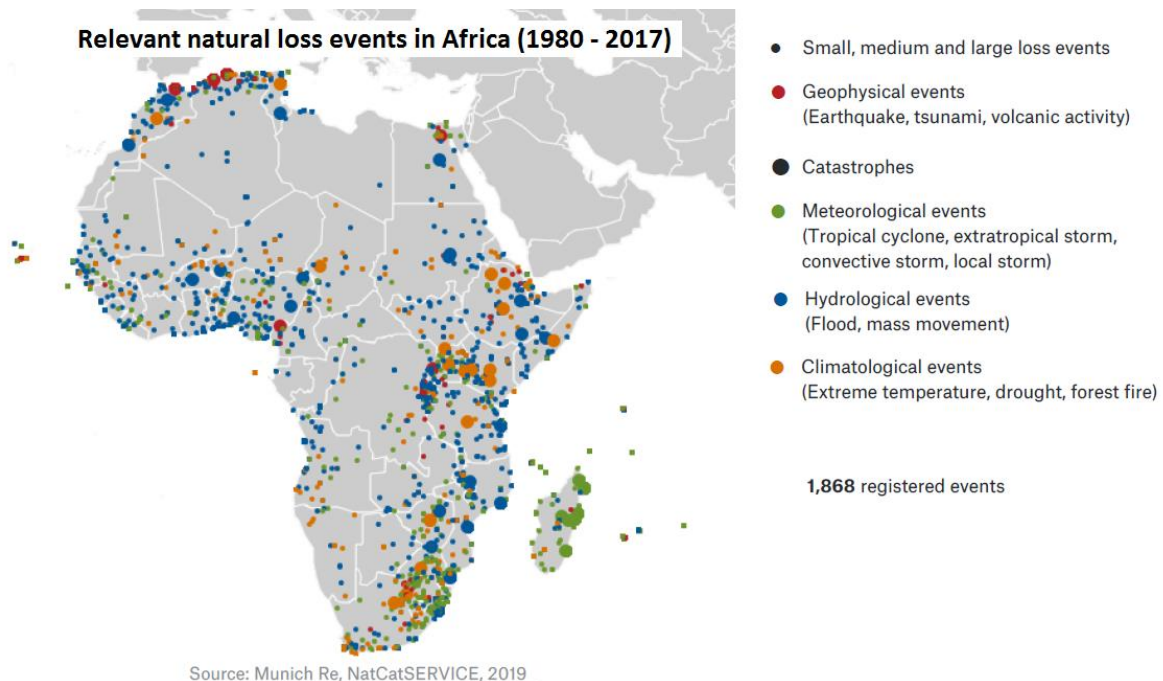 Relevant natural loss events in Africa (1980 - 2017)
Small, medium and large loss events
Geophysical events
(Earthquake, tsunami, volcanic activity)
Catastrophes
Meteorological events
(Tropical cyclone, extratropical storm,
convective storm, local storm)
Hydrological events
(Flood, mass movement)
Climatological events
(Extreme temperature, drought, forest fire)
1,868 registered events
Source: Munich Re, NatCatSERVICE, 2019